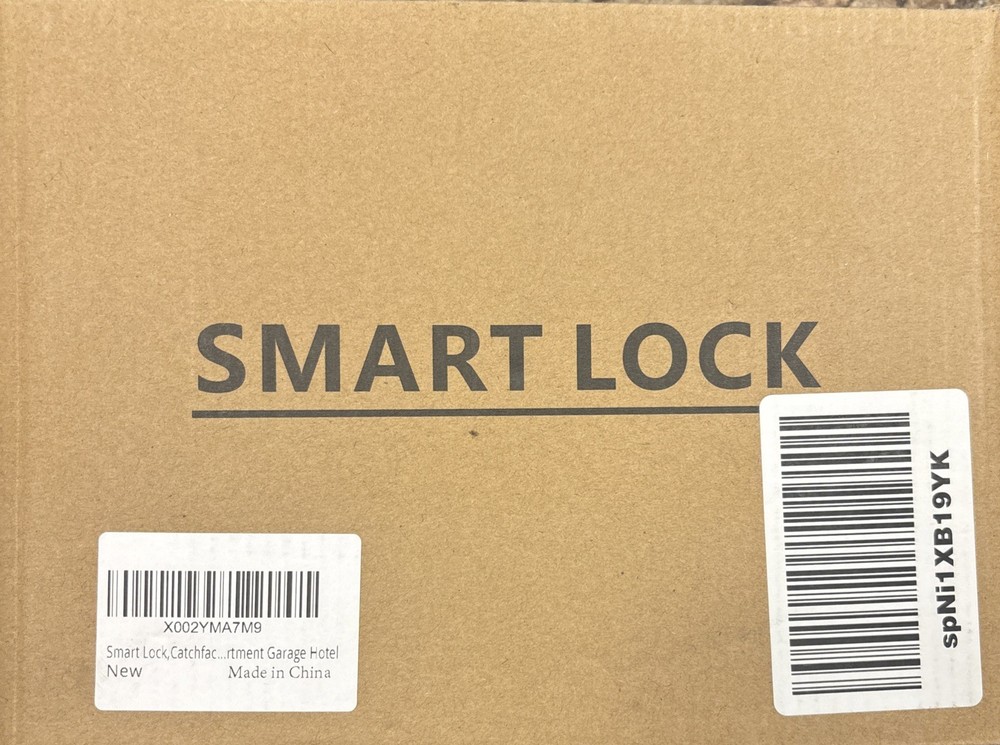 SMART LOCK
X002YMA7M9
Smart Lock,Catchfac...rtment Garage Hotel
New Made in China
spNi1XB19YK